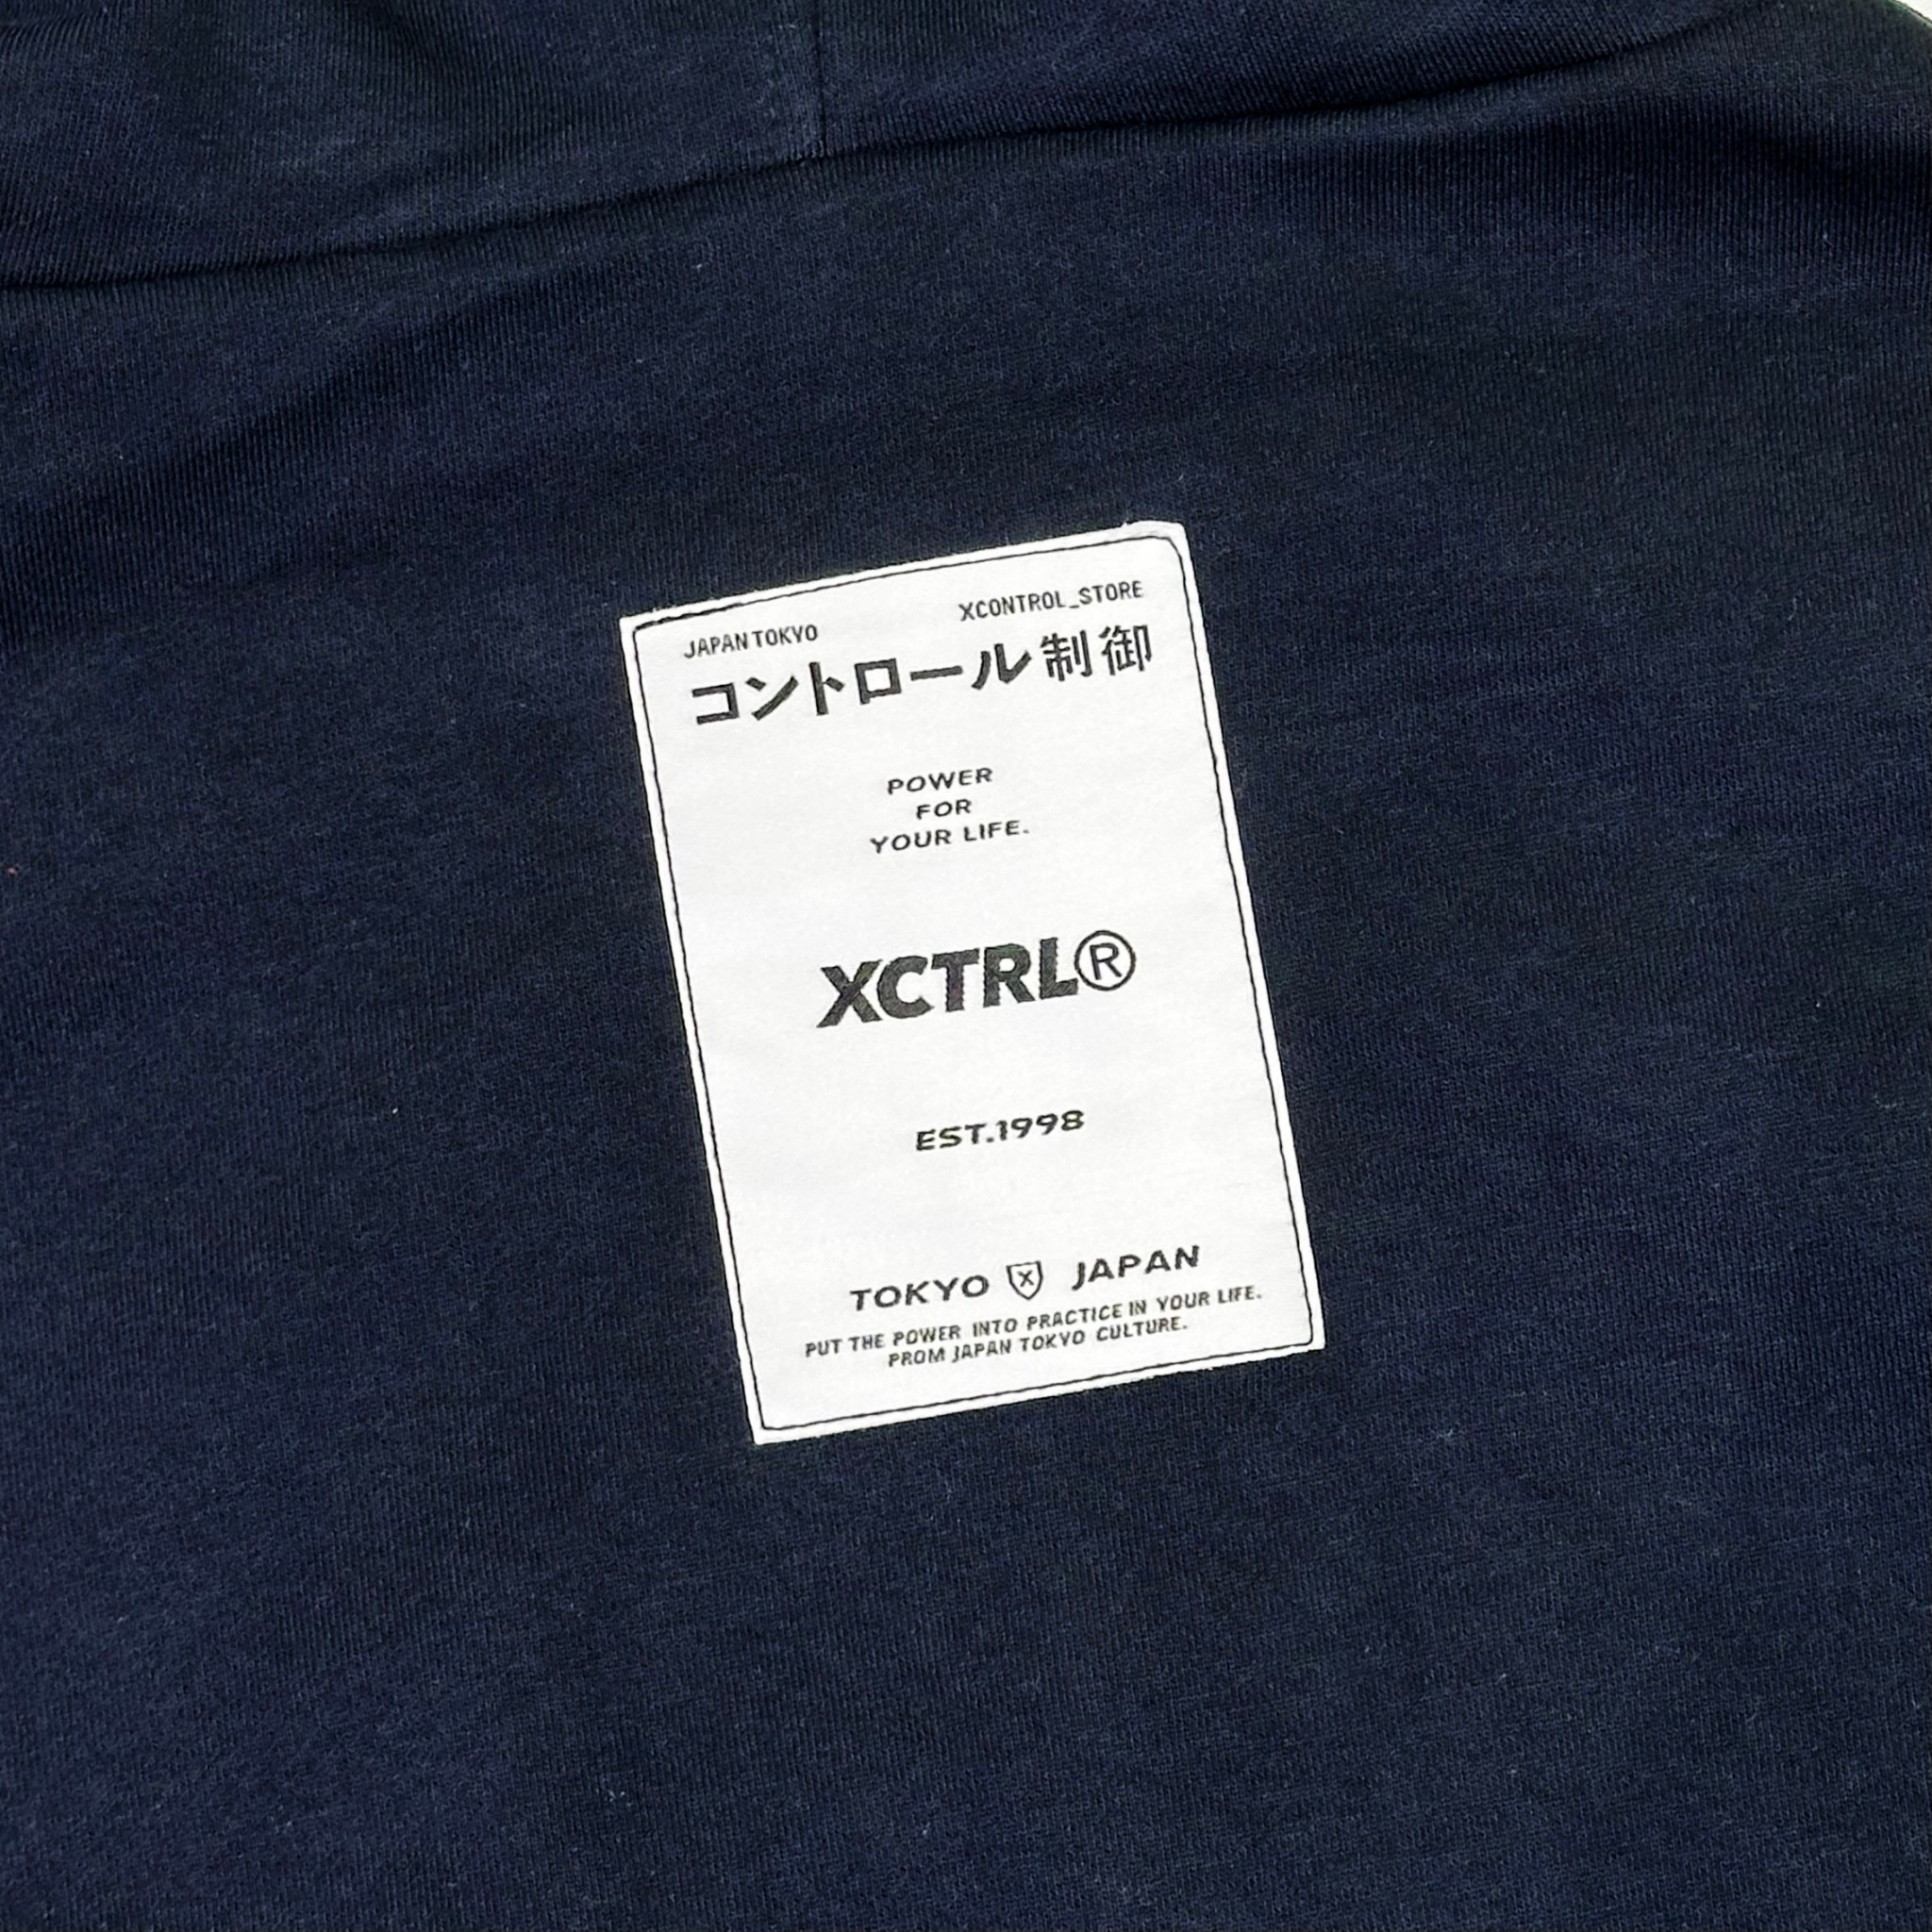 JAPAN TOKYO
XCONTROL_STORE
コントロール制御
POWER
FOR
YOUR LIFE.
XCTRL®
EST.1998
TOKYO X JAPAN
PUT THE POWER INTO PRACTICE IN YOUR LIFE.
PROM JAPAN TOKYO CULTURE.